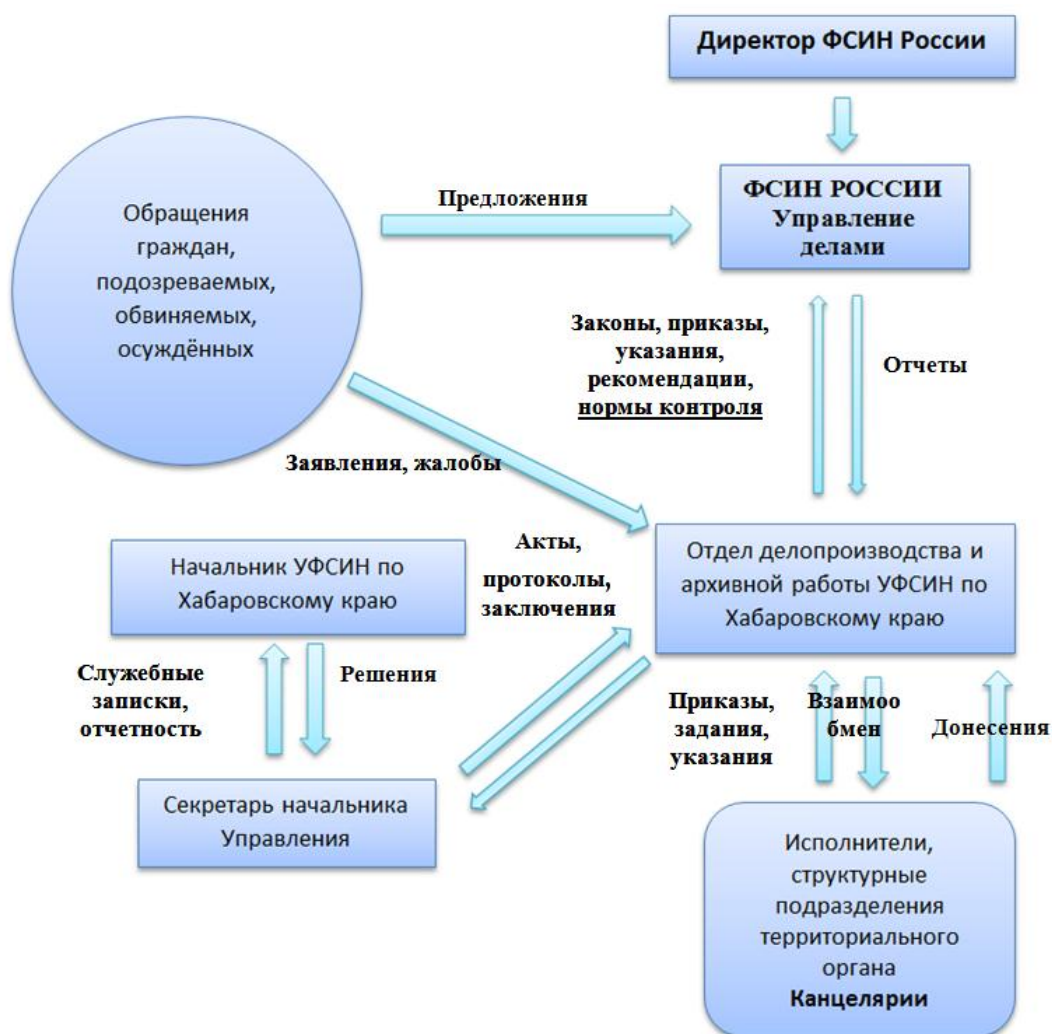 Директор ФСИН России
ФСИН РОССИИ
Управление
делами
Предложения
Обращения
граждан,
подозреваемых,
обвиняемых,
осуждённых
Законы, приказы,
указания,
рекомендации,
нормы контроля
Отчеты
Заявления, жалобы
Акты,
протоколы,
заключения
Начальник УФСИН по
Хабаровскому краю
Отдел делопроизводства и
архивной работы УФСИН по
Хабаровскому краю
Служебные
записки,
отчетность
Решения
Приказы,
задания,
указания
Взаимоо
бмен
Донесения
Секретарь начальника
Управления
Исполнители,
структурные
подразделения
территориального
органа
Канцелярии